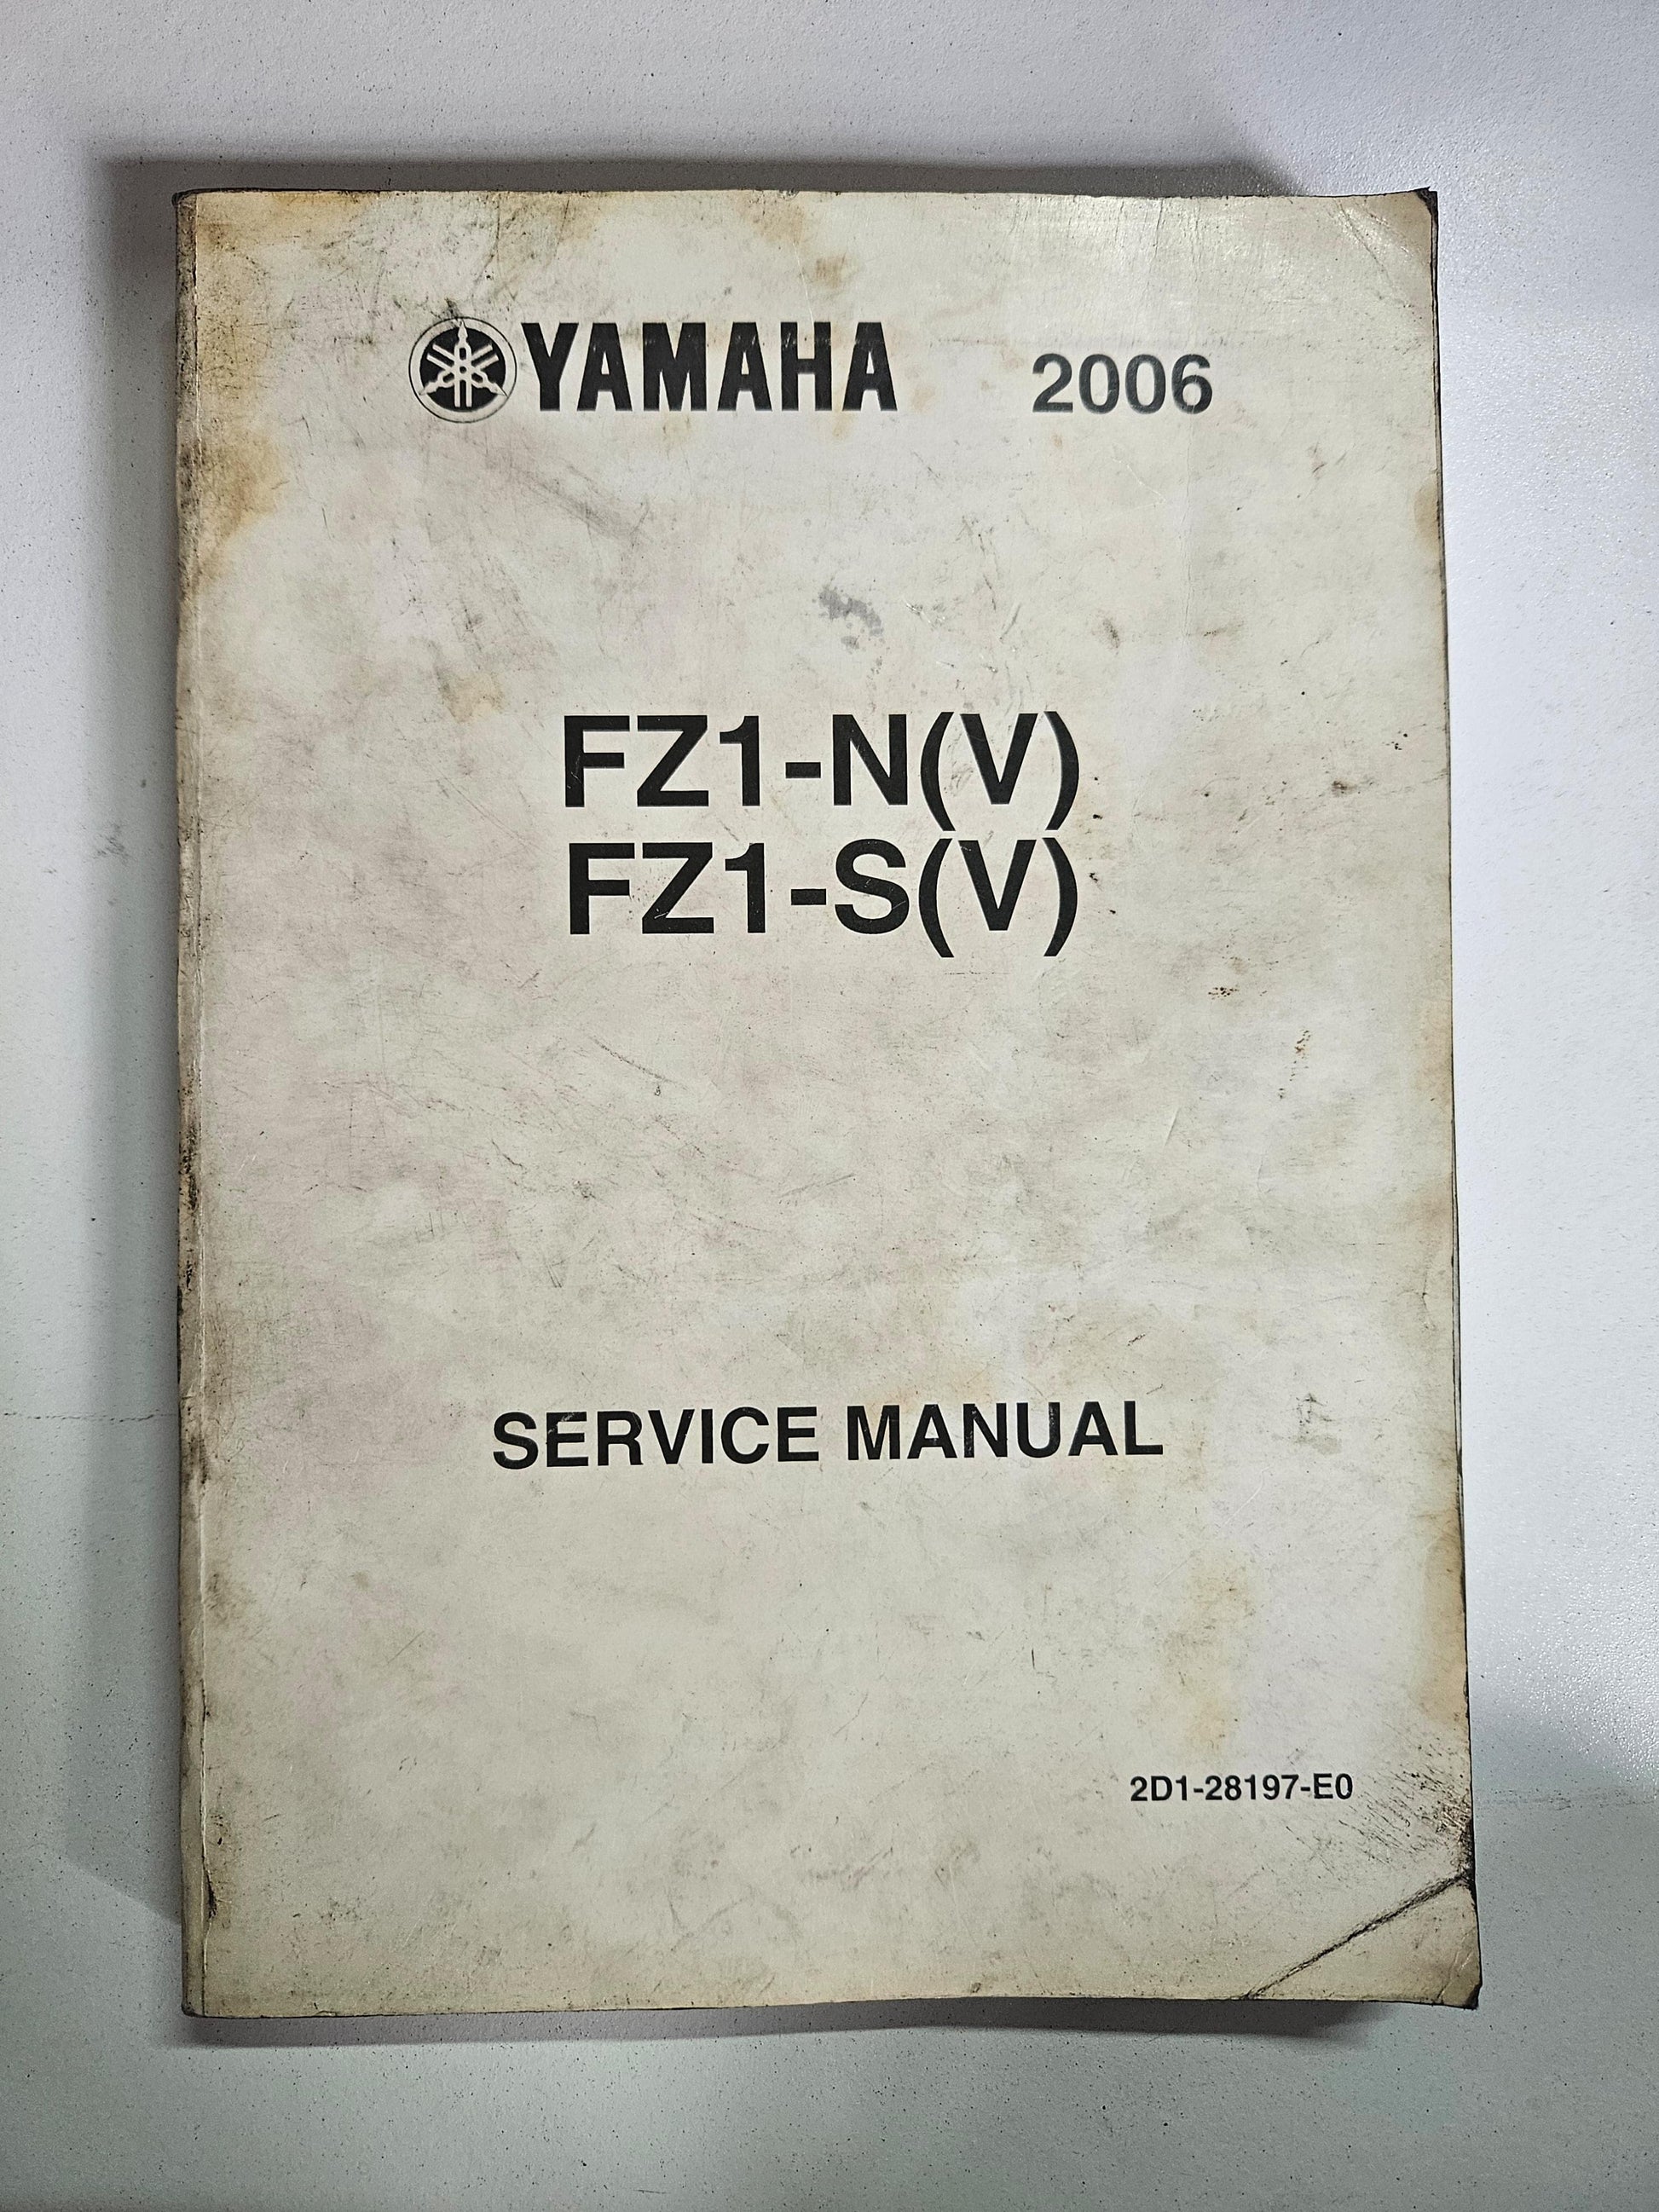 YAMAHA 2006
FZ1-N(V)
FZ1-S(V)
SERVICE MANUAL
2D1-28197-E0